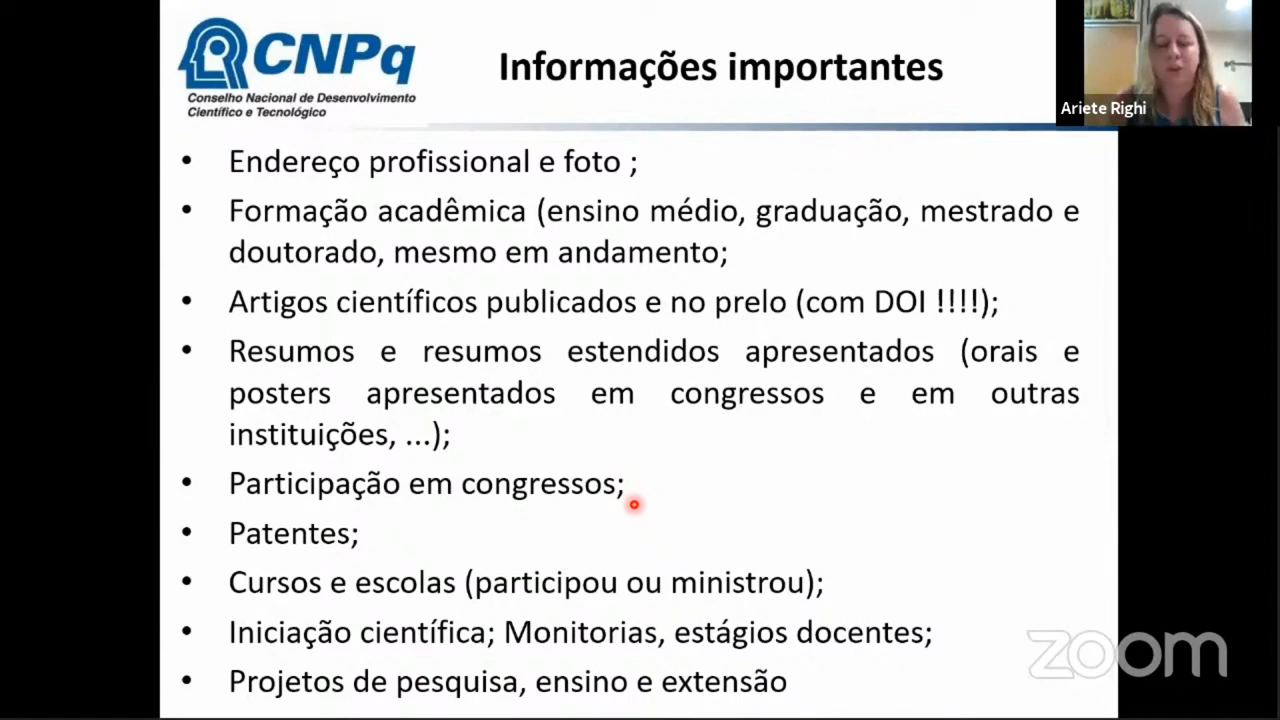 CNPq
Conselho Nacional de Desenvolvimento
Científico e Tecnológico
Informações importantes
Ariete Righi
• Endereço profissional e foto ;
• Formação acadêmica (ensino médio, graduação, mestrado e
doutorado, mesmo em andamento;
• Artigos científicos publicados e no prelo (com DOI !!!!);
• Resumos e resumos estendidos apresentados (orais e
posters apresentados em congressos e em outras
instituições, ...);
• Participação em congressos;
• Patentes;
• Cursos e escolas (participou ou ministrou);
• Iniciação científica; Monitorias, estágios docentes;
• Projetos de pesquisa, ensino e extensão
zoom